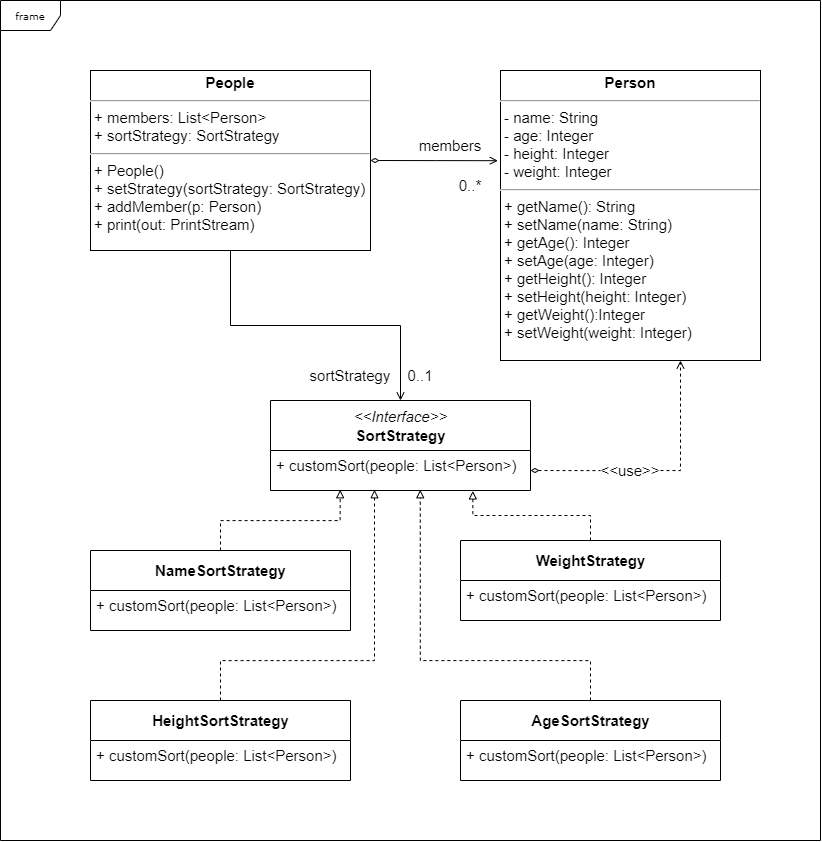 frame
People
+ members: List<Person>
+ sortStrategy: SortStrategy
+ People()
+ setStrategy(sortStrategy: SortStrategy)
+ addMember(p: Person)
+ print(out: PrintStream)
members
0..*
Person
- name: String
- age: Integer
- height: Integer
- weight: Integer
+ getName(): String
+ setName(name: String)
+ getAge(): Integer
+ setAge(age: Integer)
+ getHeight(): Integer
+ setHeight(height: Integer)
+ getWeight():Integer
+ setWeight(weight: Integer)
sortStrategy
0..1
<<Interface>>
SortStrategy
+ customSort(people: List<Person>)
<<use>>
NameSortStrategy
+ customSort(people: List<Person>)
WeightStrategy
+ customSort(people: List<Person>)
HeightSortStrategy
+ customSort(people: List<Person>)
AgeSortStrategy
+ customSort(people: List<Person>)